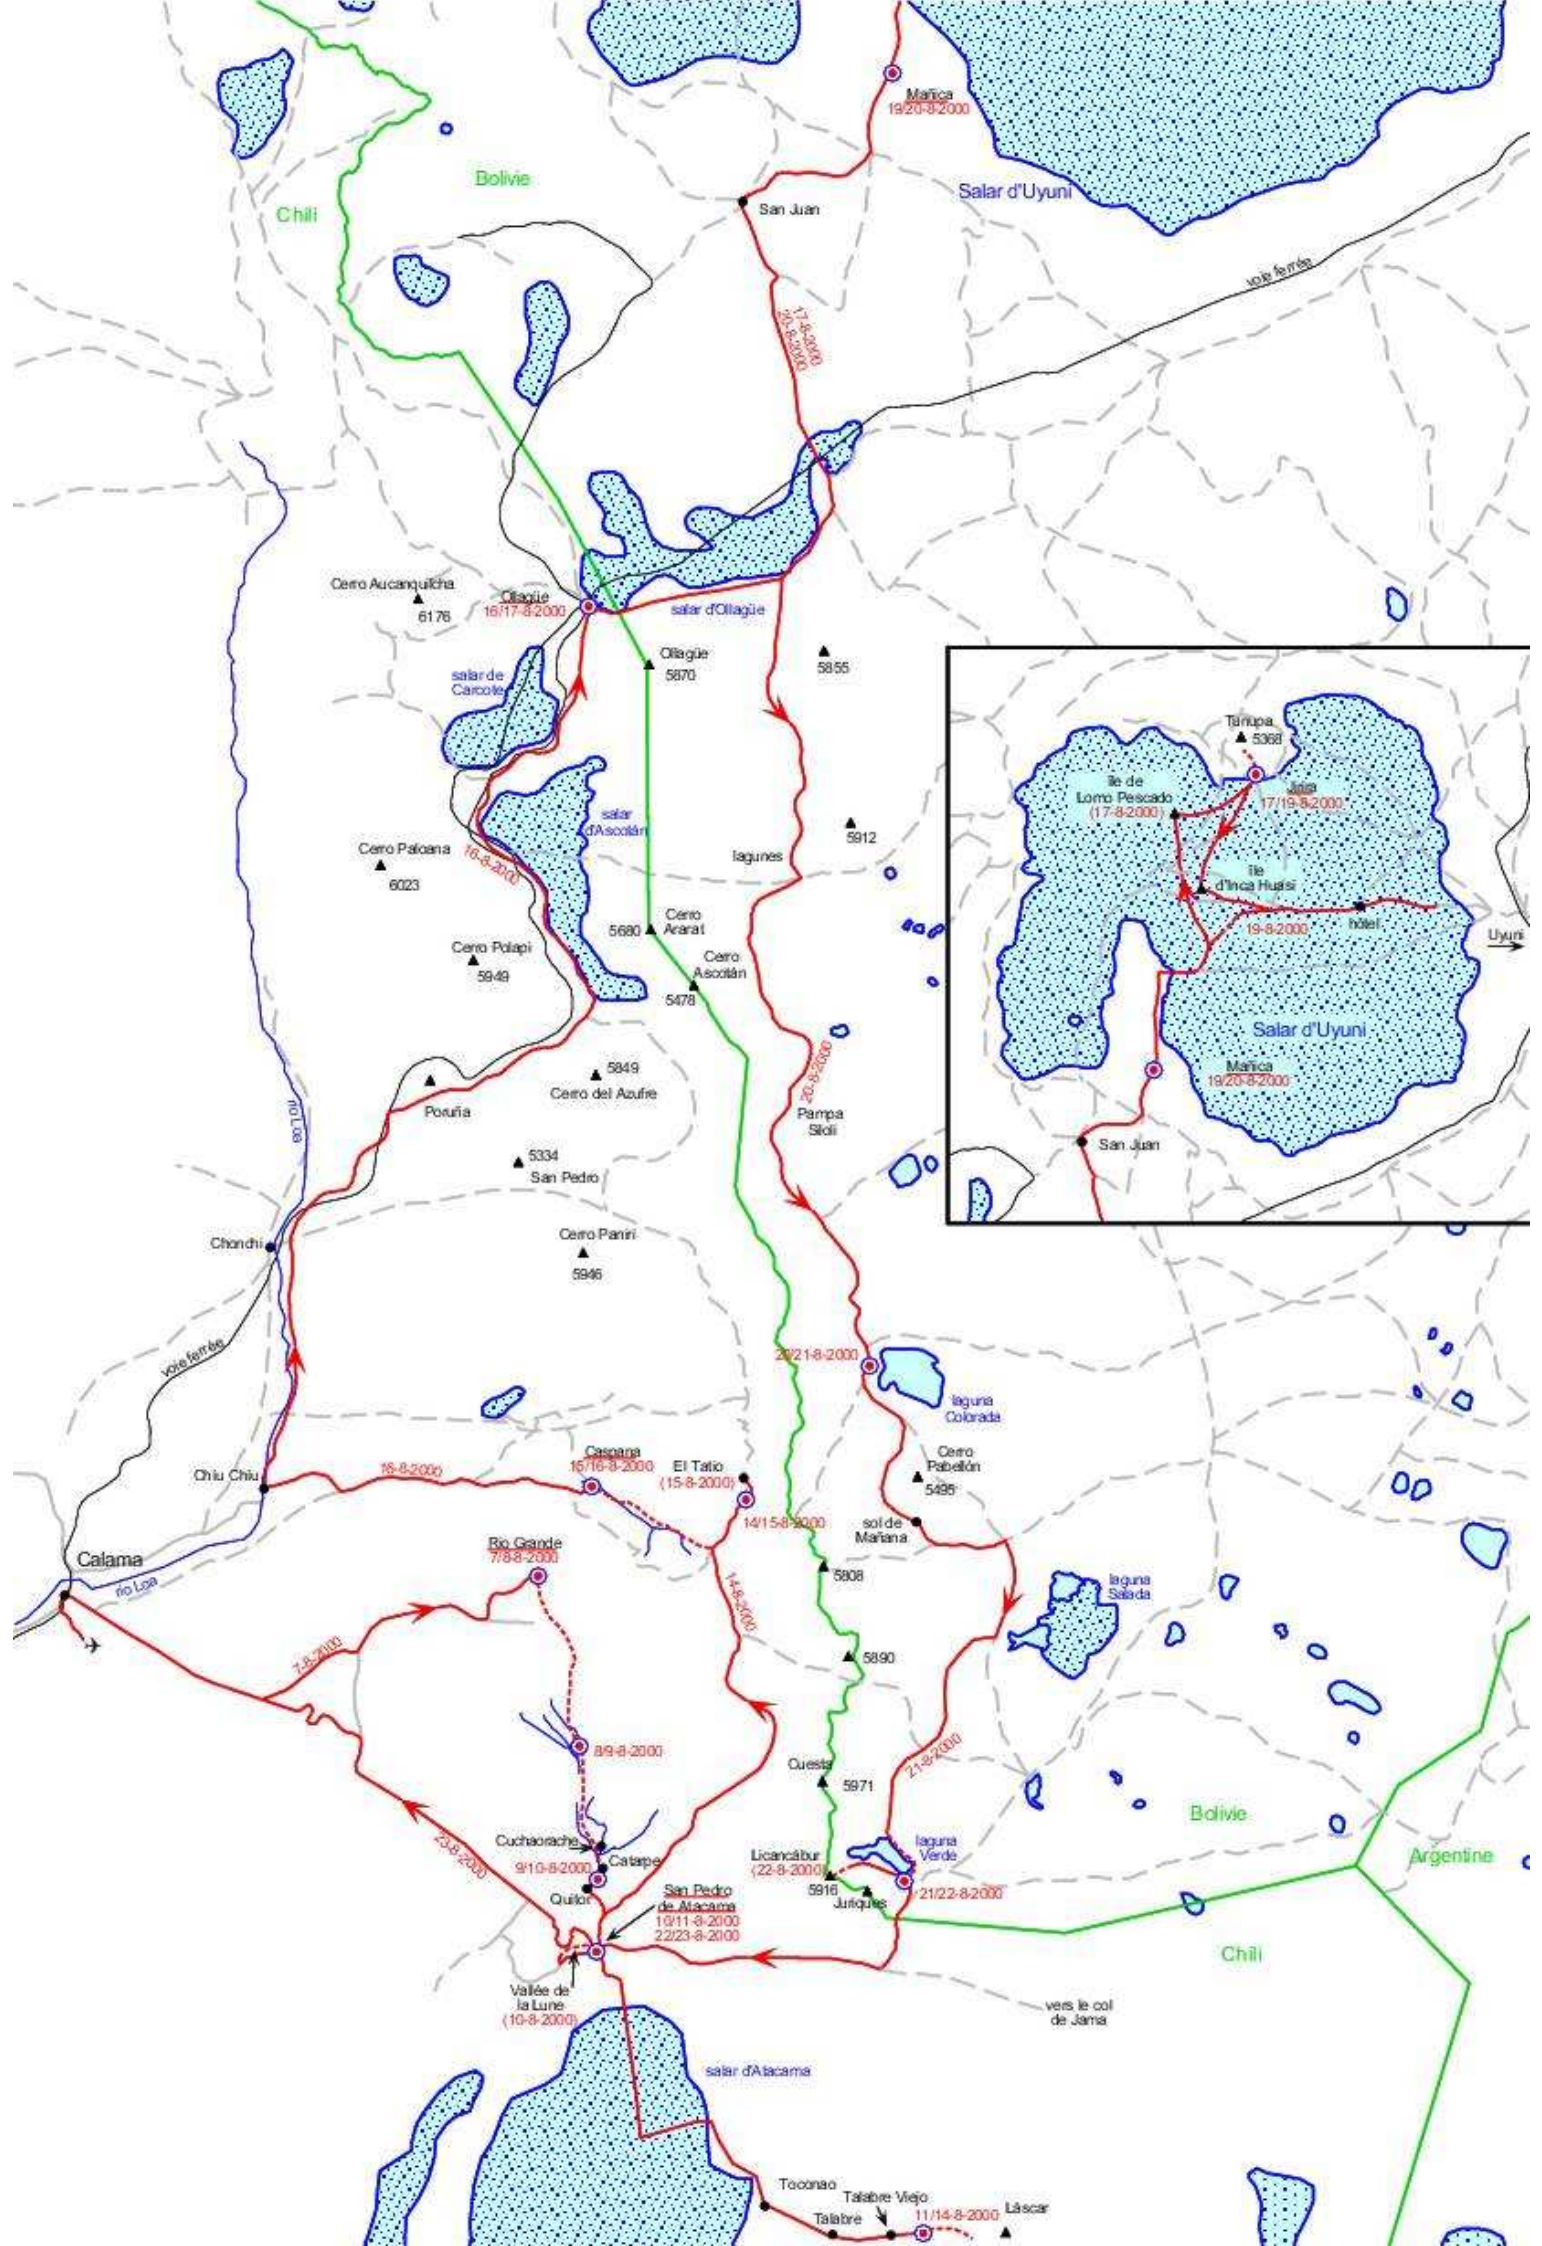 Mañica
19/20-8-2000
Bolivie
Salar d'Uyuni
Chili
San Juan
voie ferrée
17-8-2000
20-8-2000
Cerro Aucanquilcha
6176
Ollagüe
16/17-8-2000
salar d'Ollagüe
Ollagüe
5870
5855
salar de
Carcote
salar
d'Ascotán
16-8-2000
5912
lagunes
Cerro Paloana
6023
Cerro Polapi
5949
5680
Cerro
Ararat
Cerro
Ascotán
5478
Tanupa
5368
île de
Lomo Pescado
(17-8-2000)
Jirira
17/19-8-2000
île
d'Inca Huasi
hôtel
19-8-2000
Uyuni
Salar d'Uyuni
Mañica
19/20-8-2000
San Juan
20-8-2000
5849
Cerro del Azufre
Poruña
rio Loa
Pampa
Siloli
5334
San Pedro
Chonchi
Cerro Paniri
5946
voie ferrée
20/21-8-2000
laguna
Colorada
Chiu Chiu
16-8-2000
Caspana
15/16-8-2000
El Tatio
(15-8-2000)
14/15-8-2000
Cerro
Pabellón
5495
sol de
Mañana
Calama
rio Loa
Rio Grande
7/8-8-2000
5808
14-8-2000
laguna
Salada
7-8-2000
5890
8/9-8-2000
21-8-2000
Cuesta
5971
Bolivie
23-8-2000
Cuchaorache
Catarpe
9/10-8-2000
Quitor
Licancábur
(22-8-2000)
5916
Juriques
laguna
Verde
21/22-8-2000
Argentine
San Pedro
de Atacama
10/11-8-2000
22/23-8-2000
Chili
Vallée de
la Lune
(10-8-2000)
vers le col
de Jama
salar d'Atacama
Toconao
Talabre Viejo
Talabre
11/14-8-2000
Láscar